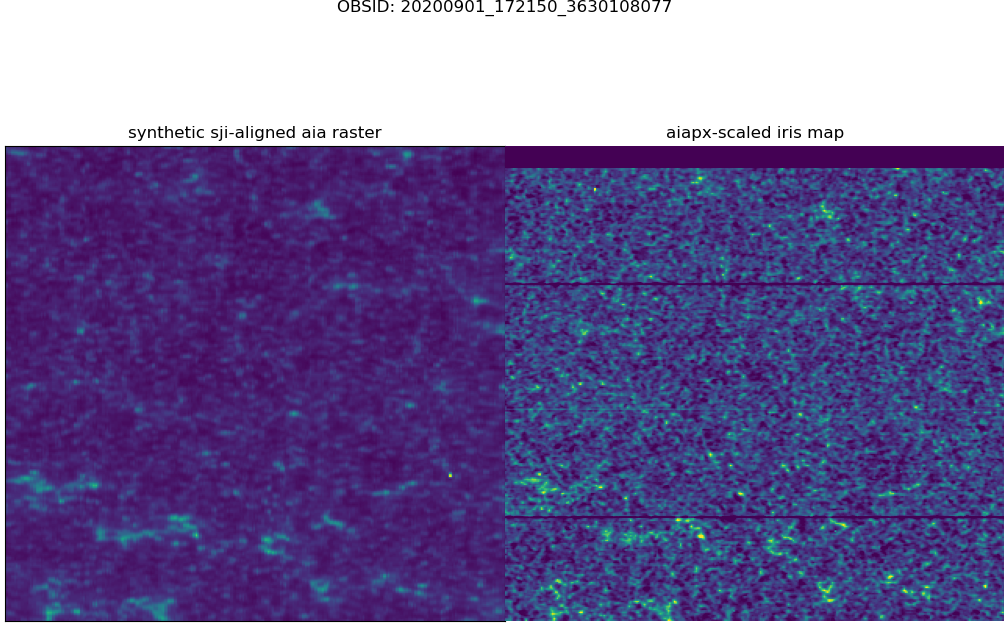 OBSID: 20200901_172150_3630108077
synthetic sji-aligned aia raster
aiapx-scaled iris map